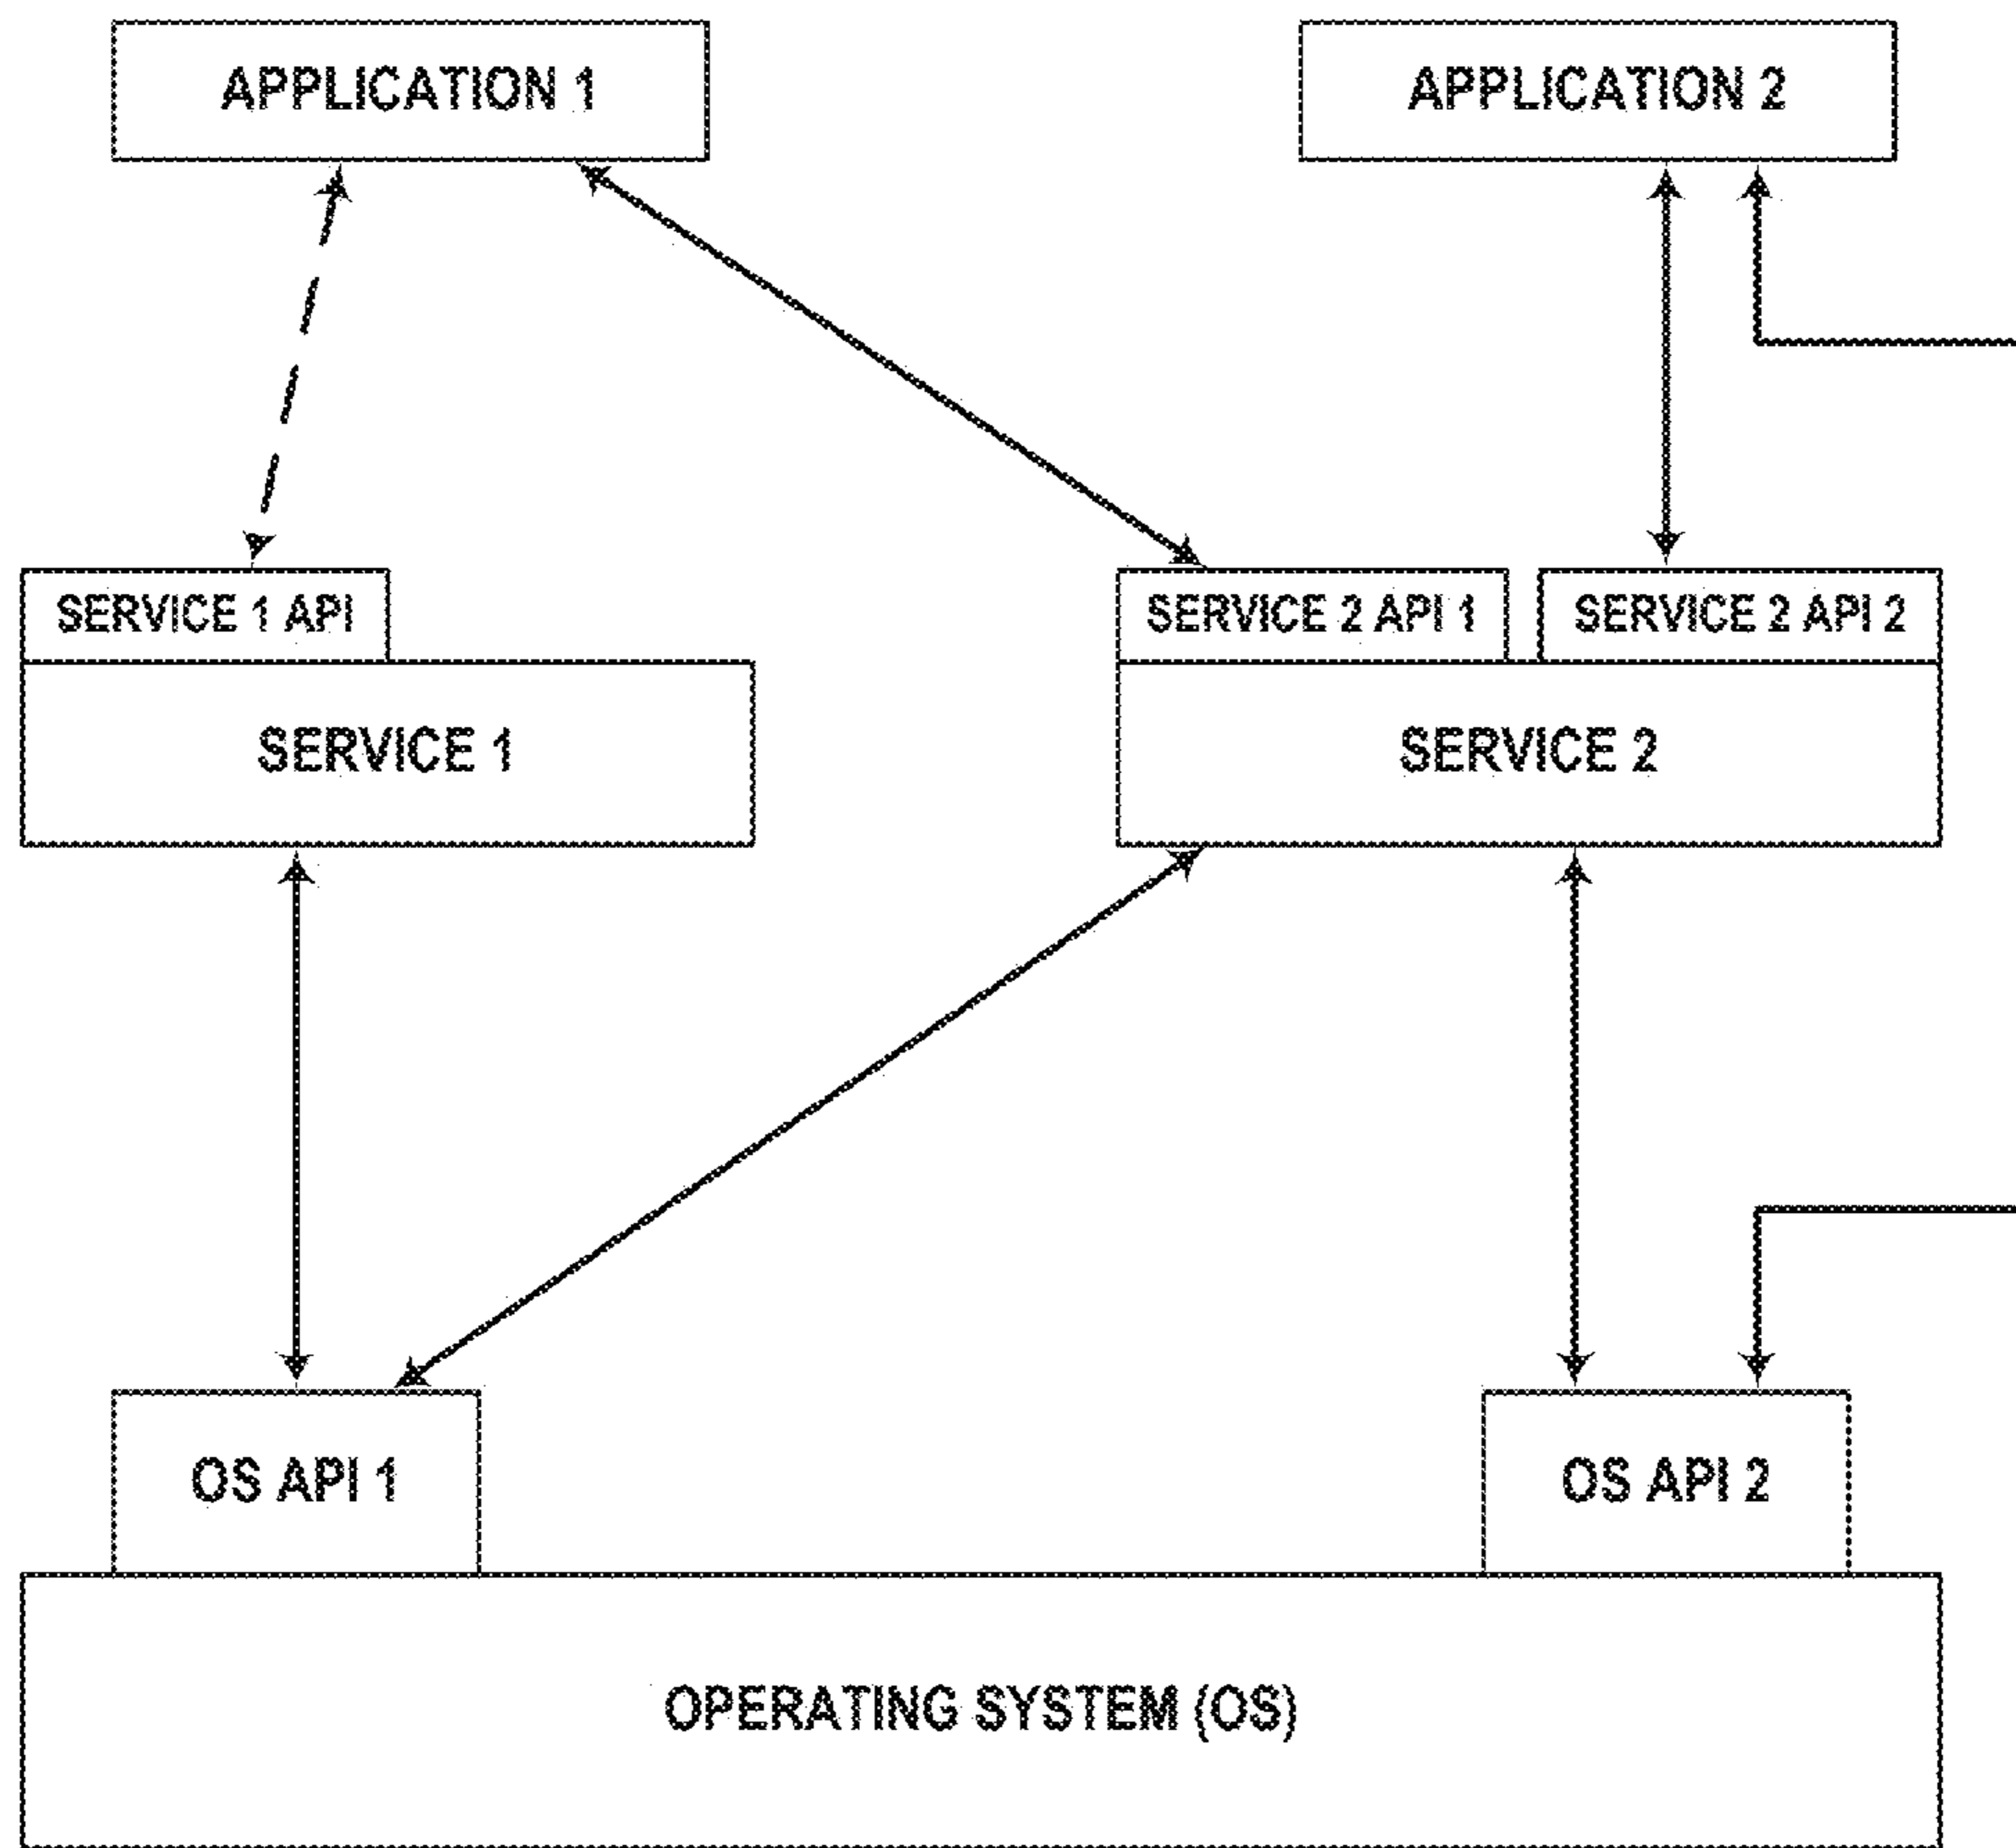 APPLICATION 1
APPLICATION 2
SERVICE 1 API
SERVICE 2 API 1
SERVICE 2 API 2
SERVICE 1
SERVICE 2
OS API 1
OS API 2
OPERATING SYSTEM (OS)